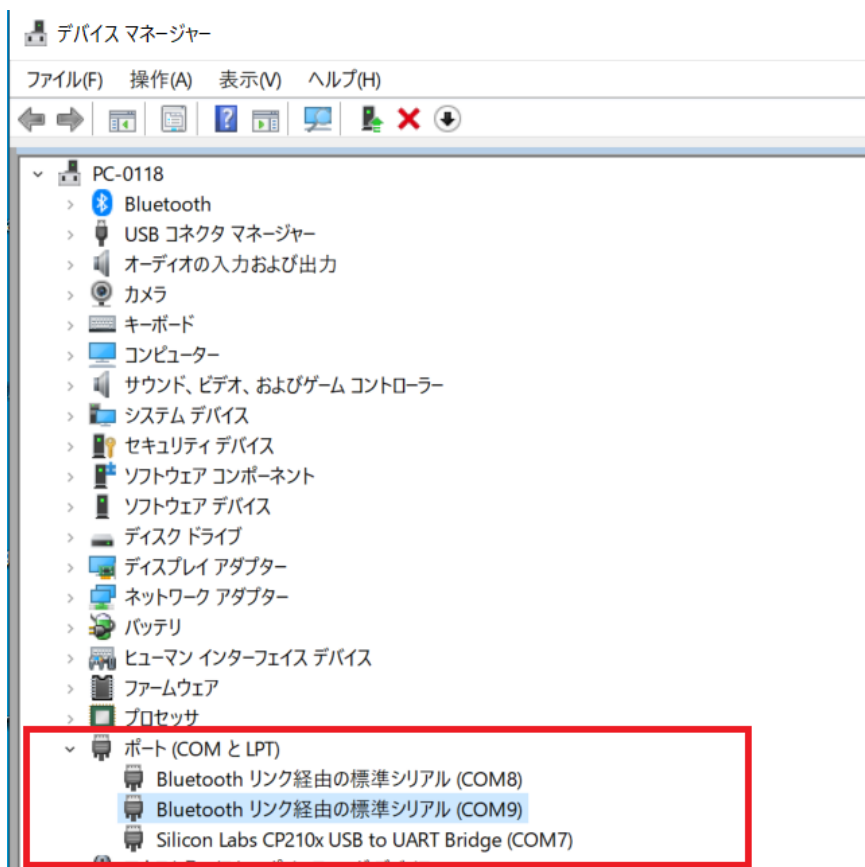 デバイス マネージャー
ファイル(F) 操作(A) 表示(V) ヘルプ(H)
PC-0118
Bluetooth
USB コネクタ マネージャー
オーディオの入力および出力
カメラ
キーボード
コンピューター
サウンド、ビデオ、およびゲーム コントローラー
システム デバイス
セキュリティ デバイス
ソフトウェア コンポーネント
ソフトウェア デバイス
ディスク ドライブ
ディスプレイ アダプター
ネットワーク アダプター
バッテリ
ヒューマン インターフェイス デバイス
ファームウェア
プロセッサ
ポート (COM と LPT)
Bluetooth リンク経由の標準シリアル (COM8)
Bluetooth リンク経由の標準シリアル (COM9)
Silicon Labs CP210x USB to UART Bridge (COM7)